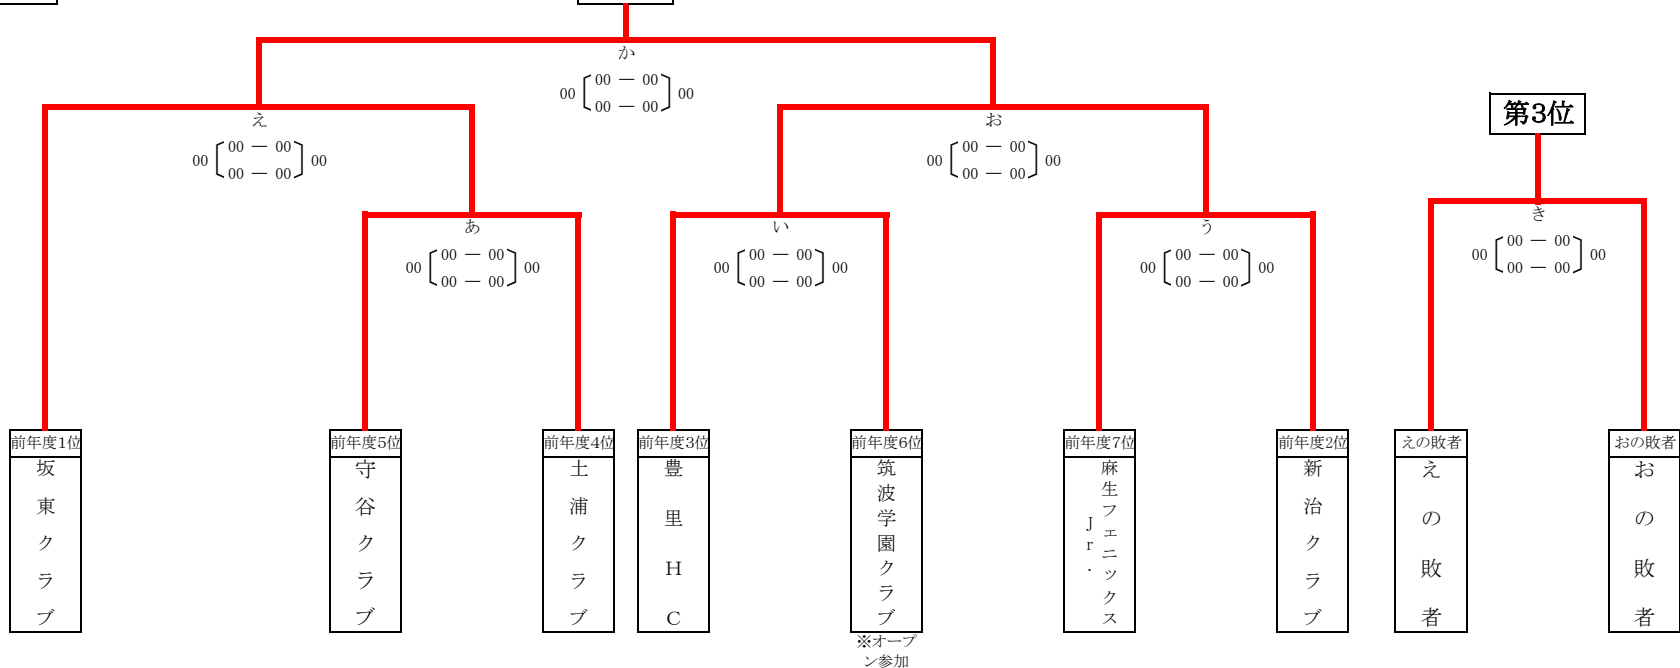 か
00 00 － 00 00
00 － 00
第3位
え
00 00 － 00 00
00 － 00
お
00 00 － 00 00
00 － 00
あ
00 00 － 00 00
00 － 00
い
00 00 － 00 00
00 － 00
う
00 00 － 00 00
00 － 00
き
00 00 － 00 00
00 － 00
前年度1位
坂東クラブ
前年度5位
守谷クラブ
前年度4位
土浦クラブ
前年度3位
豊里HC
前年度6位
筑波学園クラブ
※オープ
ン参加
前年度7位
麻生フェニックス
Jr.
前年度2位
新治クラブ
えの敗者
えの敗者
おの敗者
おの敗者